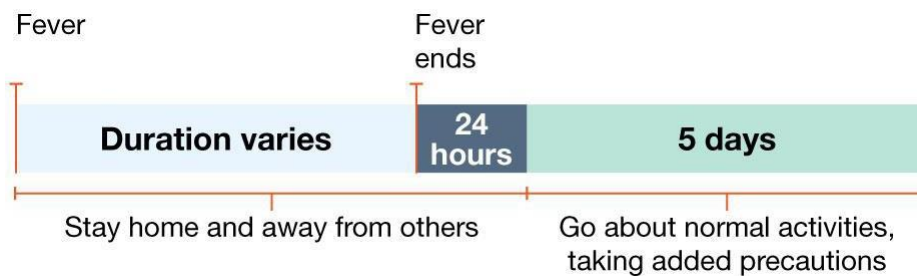 Fever
Fever
ends
Duration varies
24
hours
5 days
Stay home and away from others
Go about normal activities,
taking added precautions